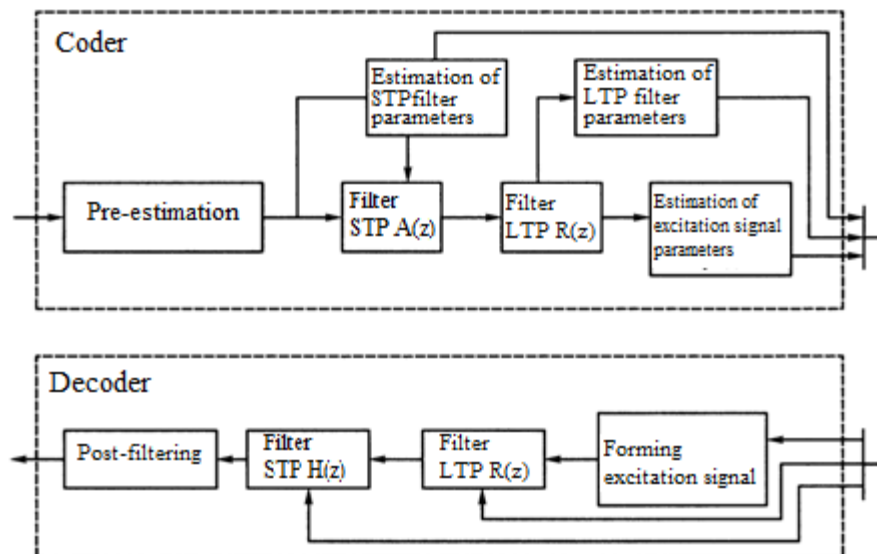 Coder
Estimation of
STPfilter
parameters
Estimation of
LTP filter
parameters
Pre-estimation
Filter
STP A(z)
Filter
LTP R(z)
Estimation of
excitation signal
parameters
Decoder
Post-filtering
Filter
STP H(z)
Filter
LTP R(z)
Forming
excitation signal